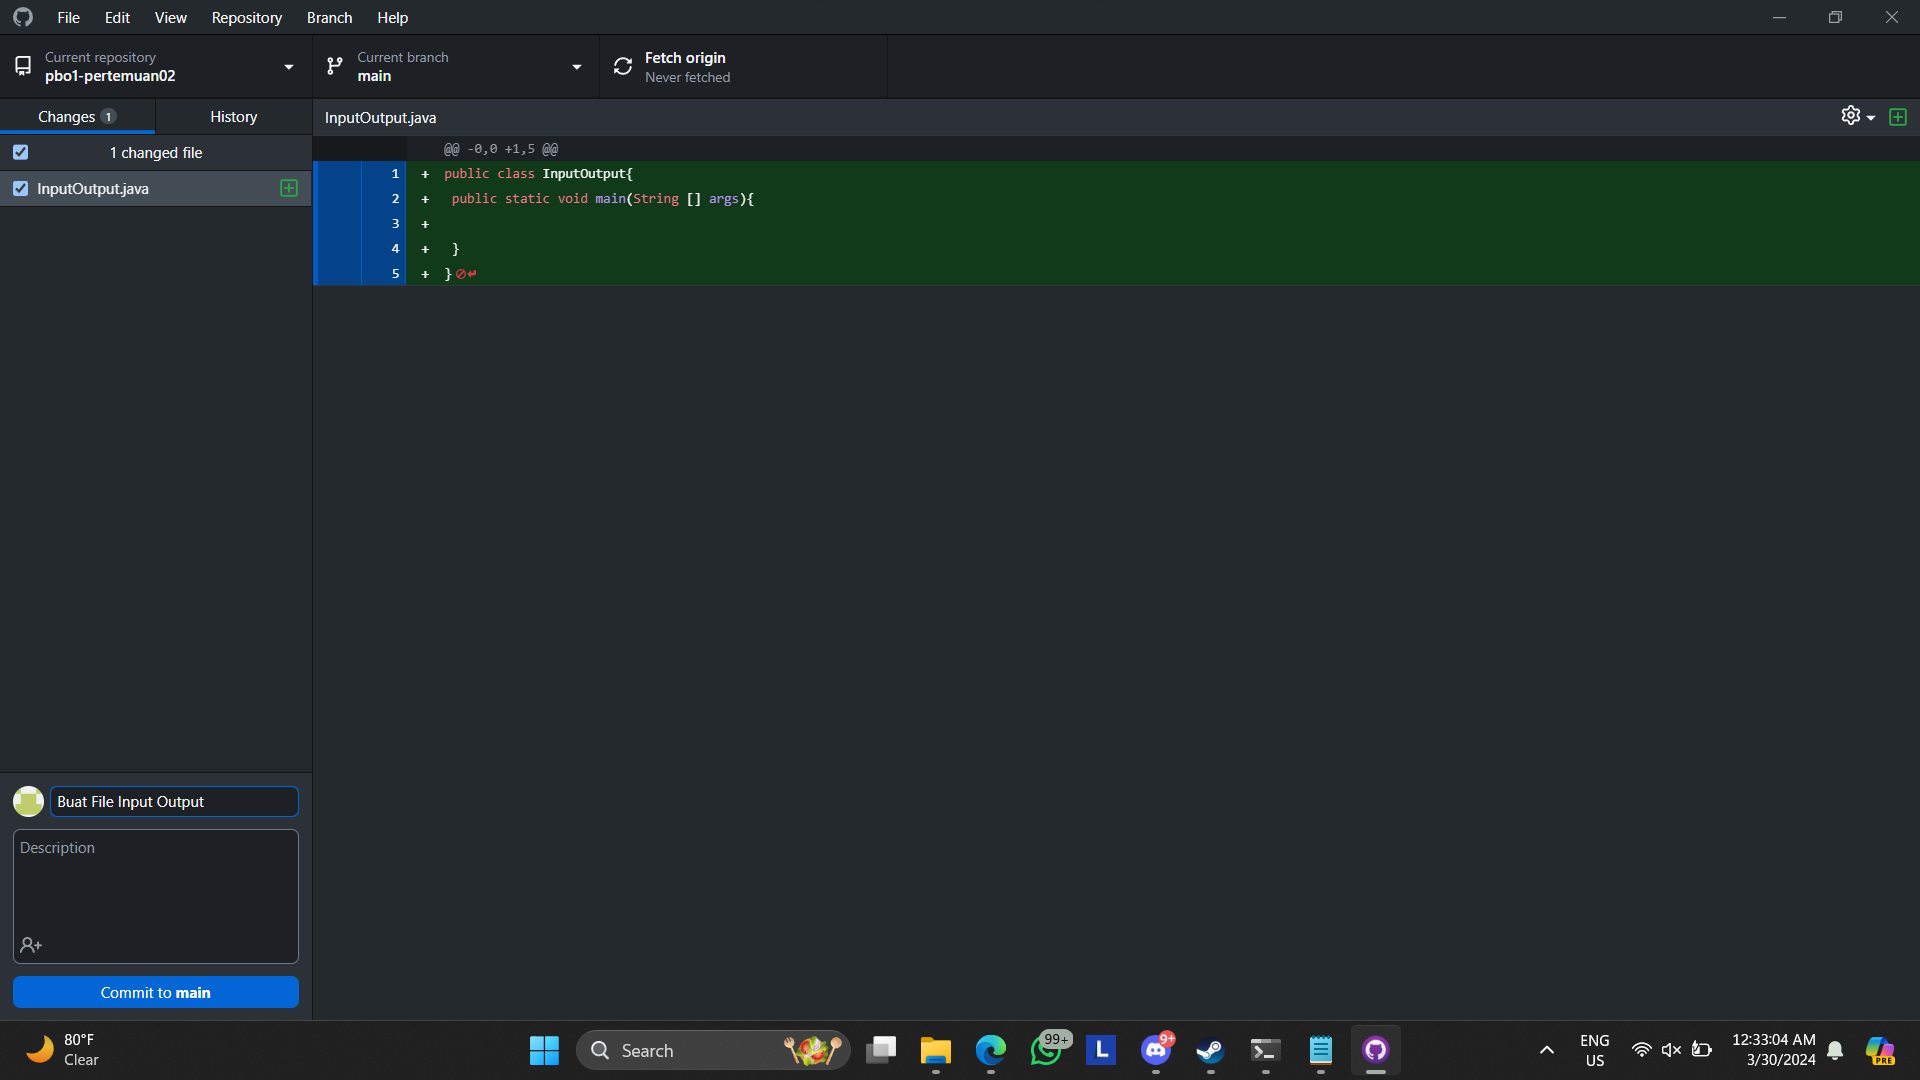 File Edit View Repository Branch Help
Current repository
pbo1-pertemuan02
Current branch
main
Fetch origin
Never fetched
Changes 1
History
InputOutput.java
1 changed file
InputOutput.java
@@ -0,0 +1,5 @@
1 + public class InputOutput{
2 + public static void main(String [] args){
3 +
4 + }
5 + }
Buat File Input Output
Description
Commit to main
80°F
Clear
Search
99+
L
9+
ENG
US
12:33:04 AM
3/30/2024
PRE